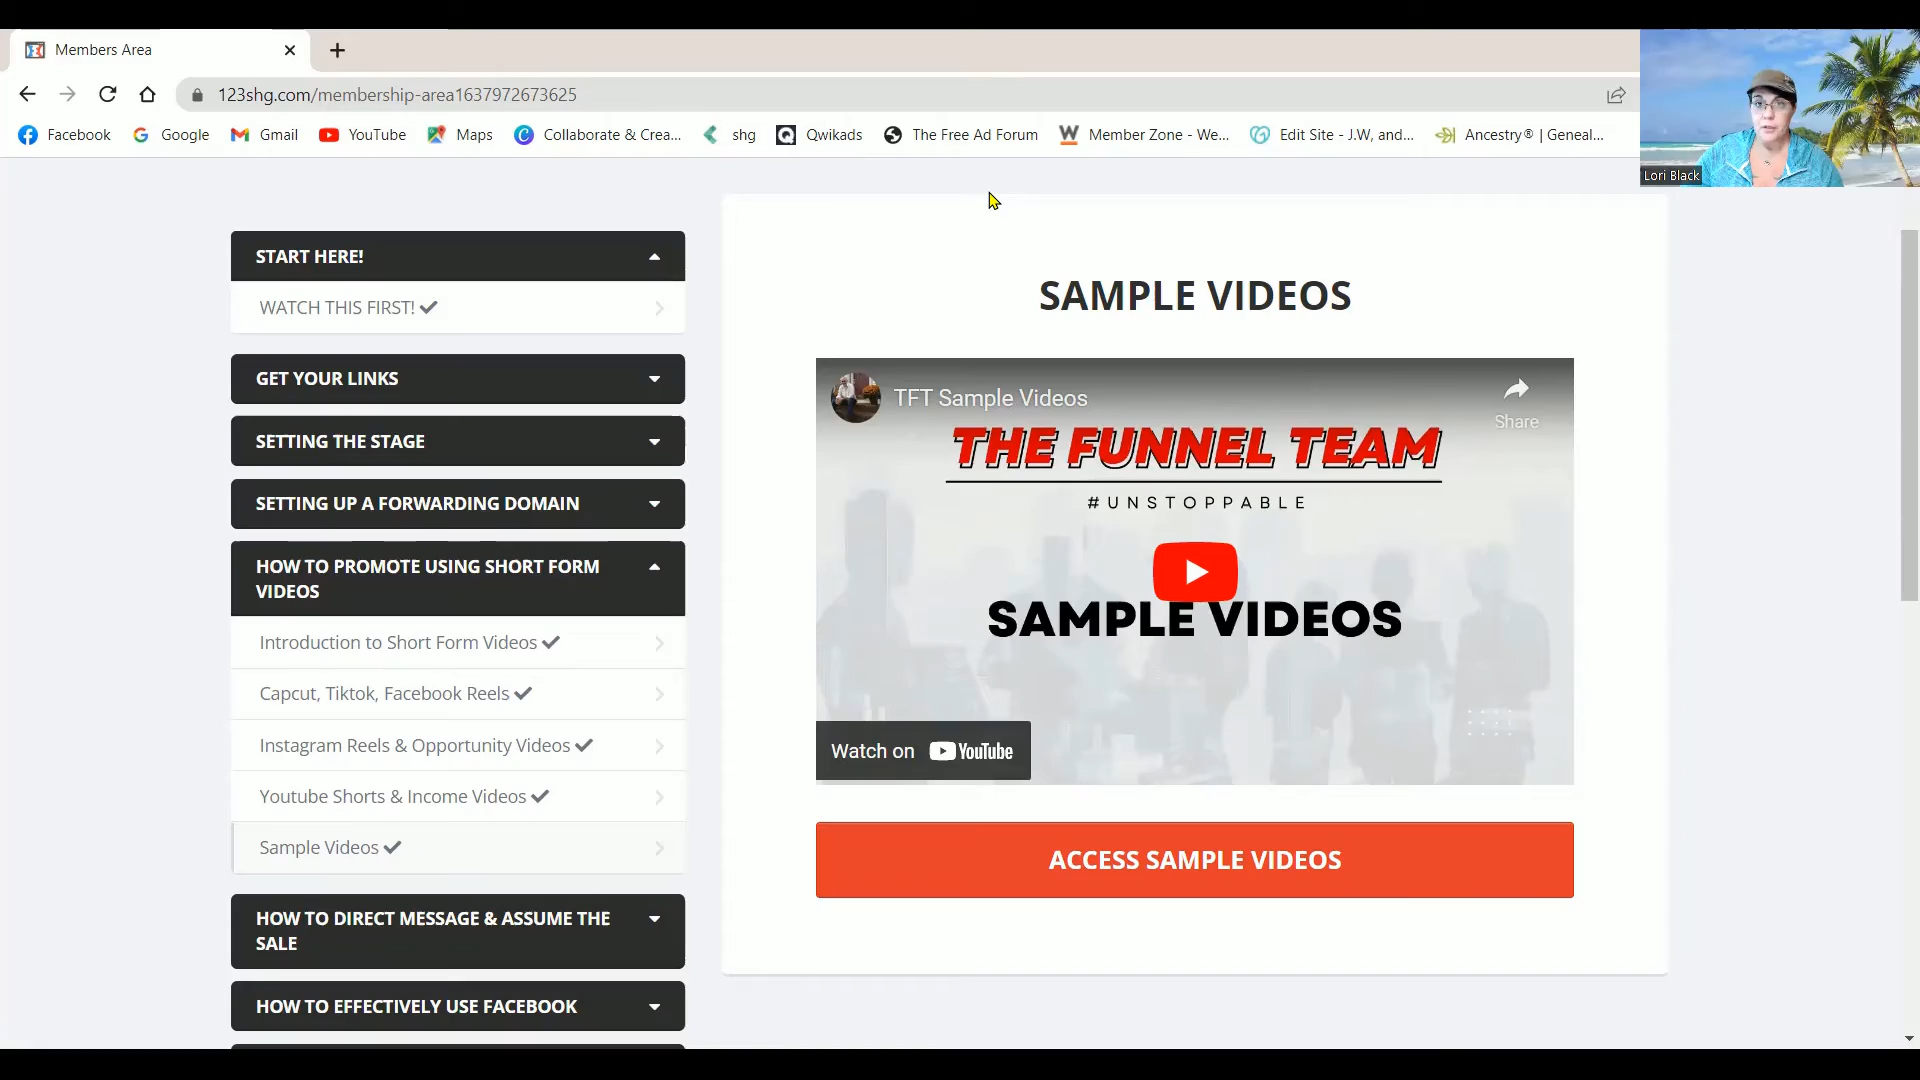 Members Area
123shg.com/membership-area1637972673625
Facebook
Google
Gmail
YouTube
Maps
Collaborate & Crea...
shg
Qwikads
The Free Ad Forum
Member Zone - We...
Edit Site - J.W, and...
Ancestry® | Geneal...
Lori Black
START HERE!
WATCH THIS FIRST!
GET YOUR LINKS
SETTING THE STAGE
SETTING UP A FORWARDING DOMAIN
HOW TO PROMOTE USING SHORT FORM
VIDEOS
Introduction to Short Form Videos
Capcut, Tiktok, Facebook Reels
Instagram Reels & Opportunity Videos
Youtube Shorts & Income Videos
Sample Videos
HOW TO DIRECT MESSAGE & ASSUME THE
SALE
HOW TO EFFECTIVELY USE FACEBOOK
SAMPLE VIDEOS
TFT Sample Videos
Share
THE FUNNEL TEAM
#UNSTOPPABLE
SAMPLE VIDEOS
Watch on YouTube
ACCESS SAMPLE VIDEOS